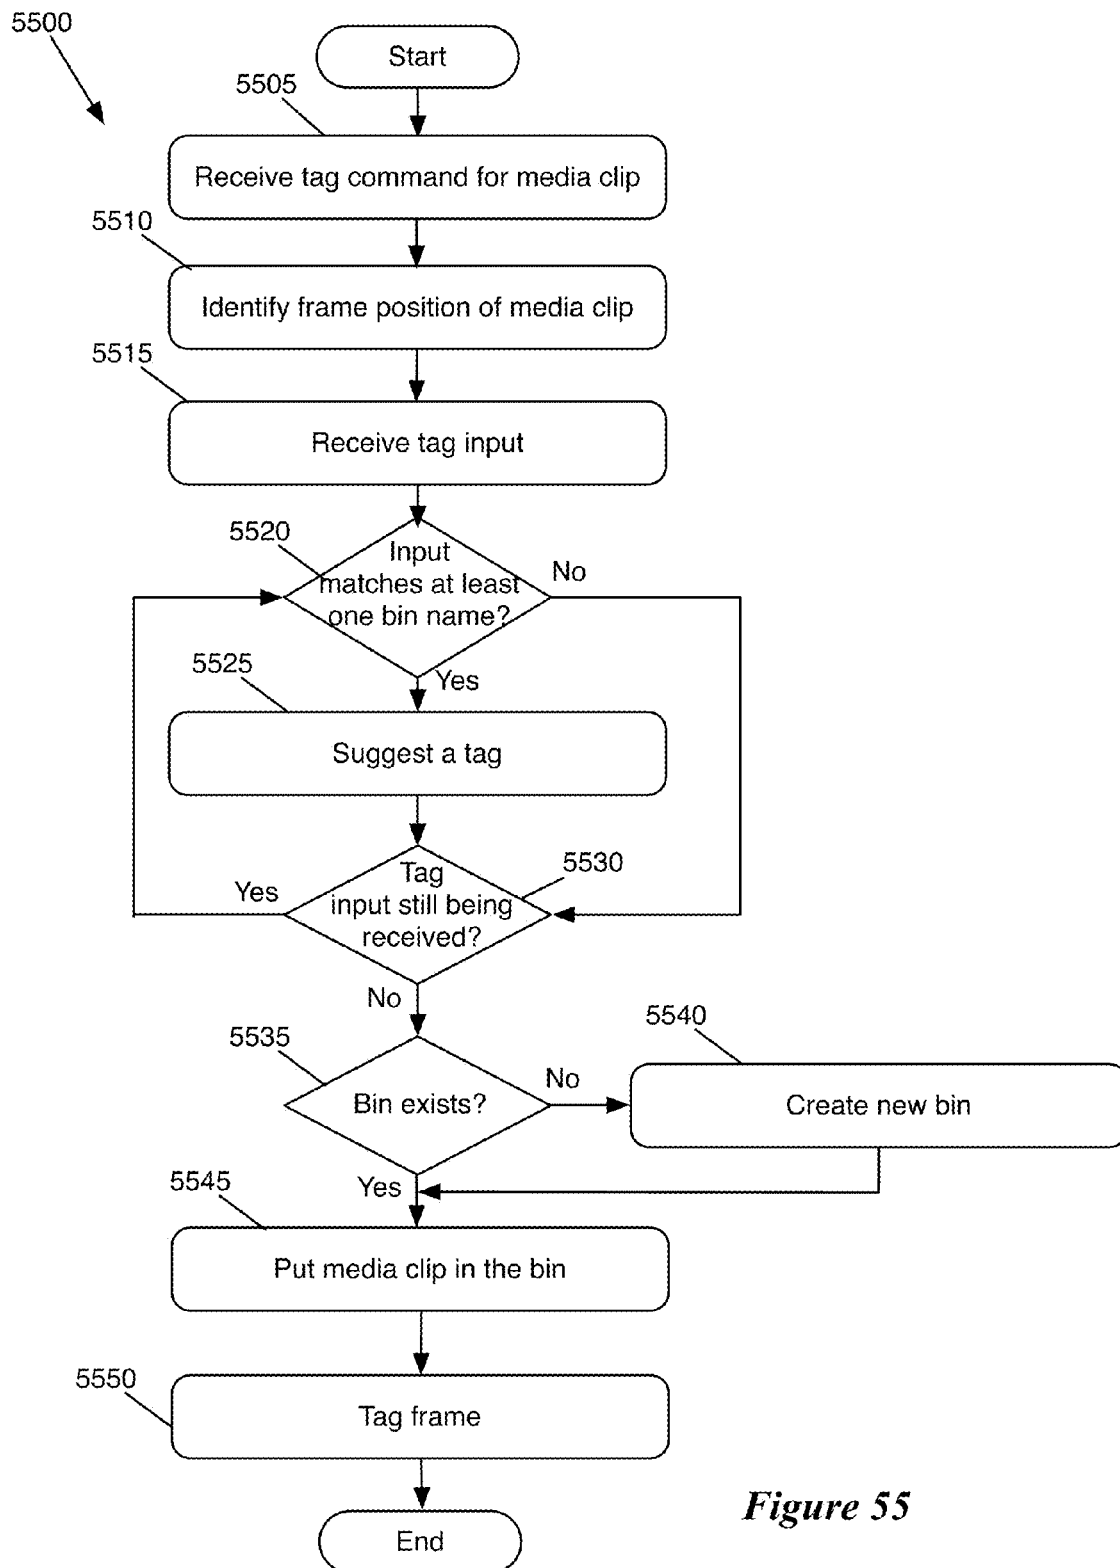 5500
Start
5505
Receive tag command for media clip
5510
Identify frame position of media clip
5515
Receive tag input
5520
Input
matches at least
one bin name?
No
Yes
5525
Suggest a tag
Tag
input still being
received?
5530
Yes
No
5535
Bin exists?
No
5540
Create new bin
Yes
5545
Put media clip in the bin
5550
Tag frame
End
Figure 55